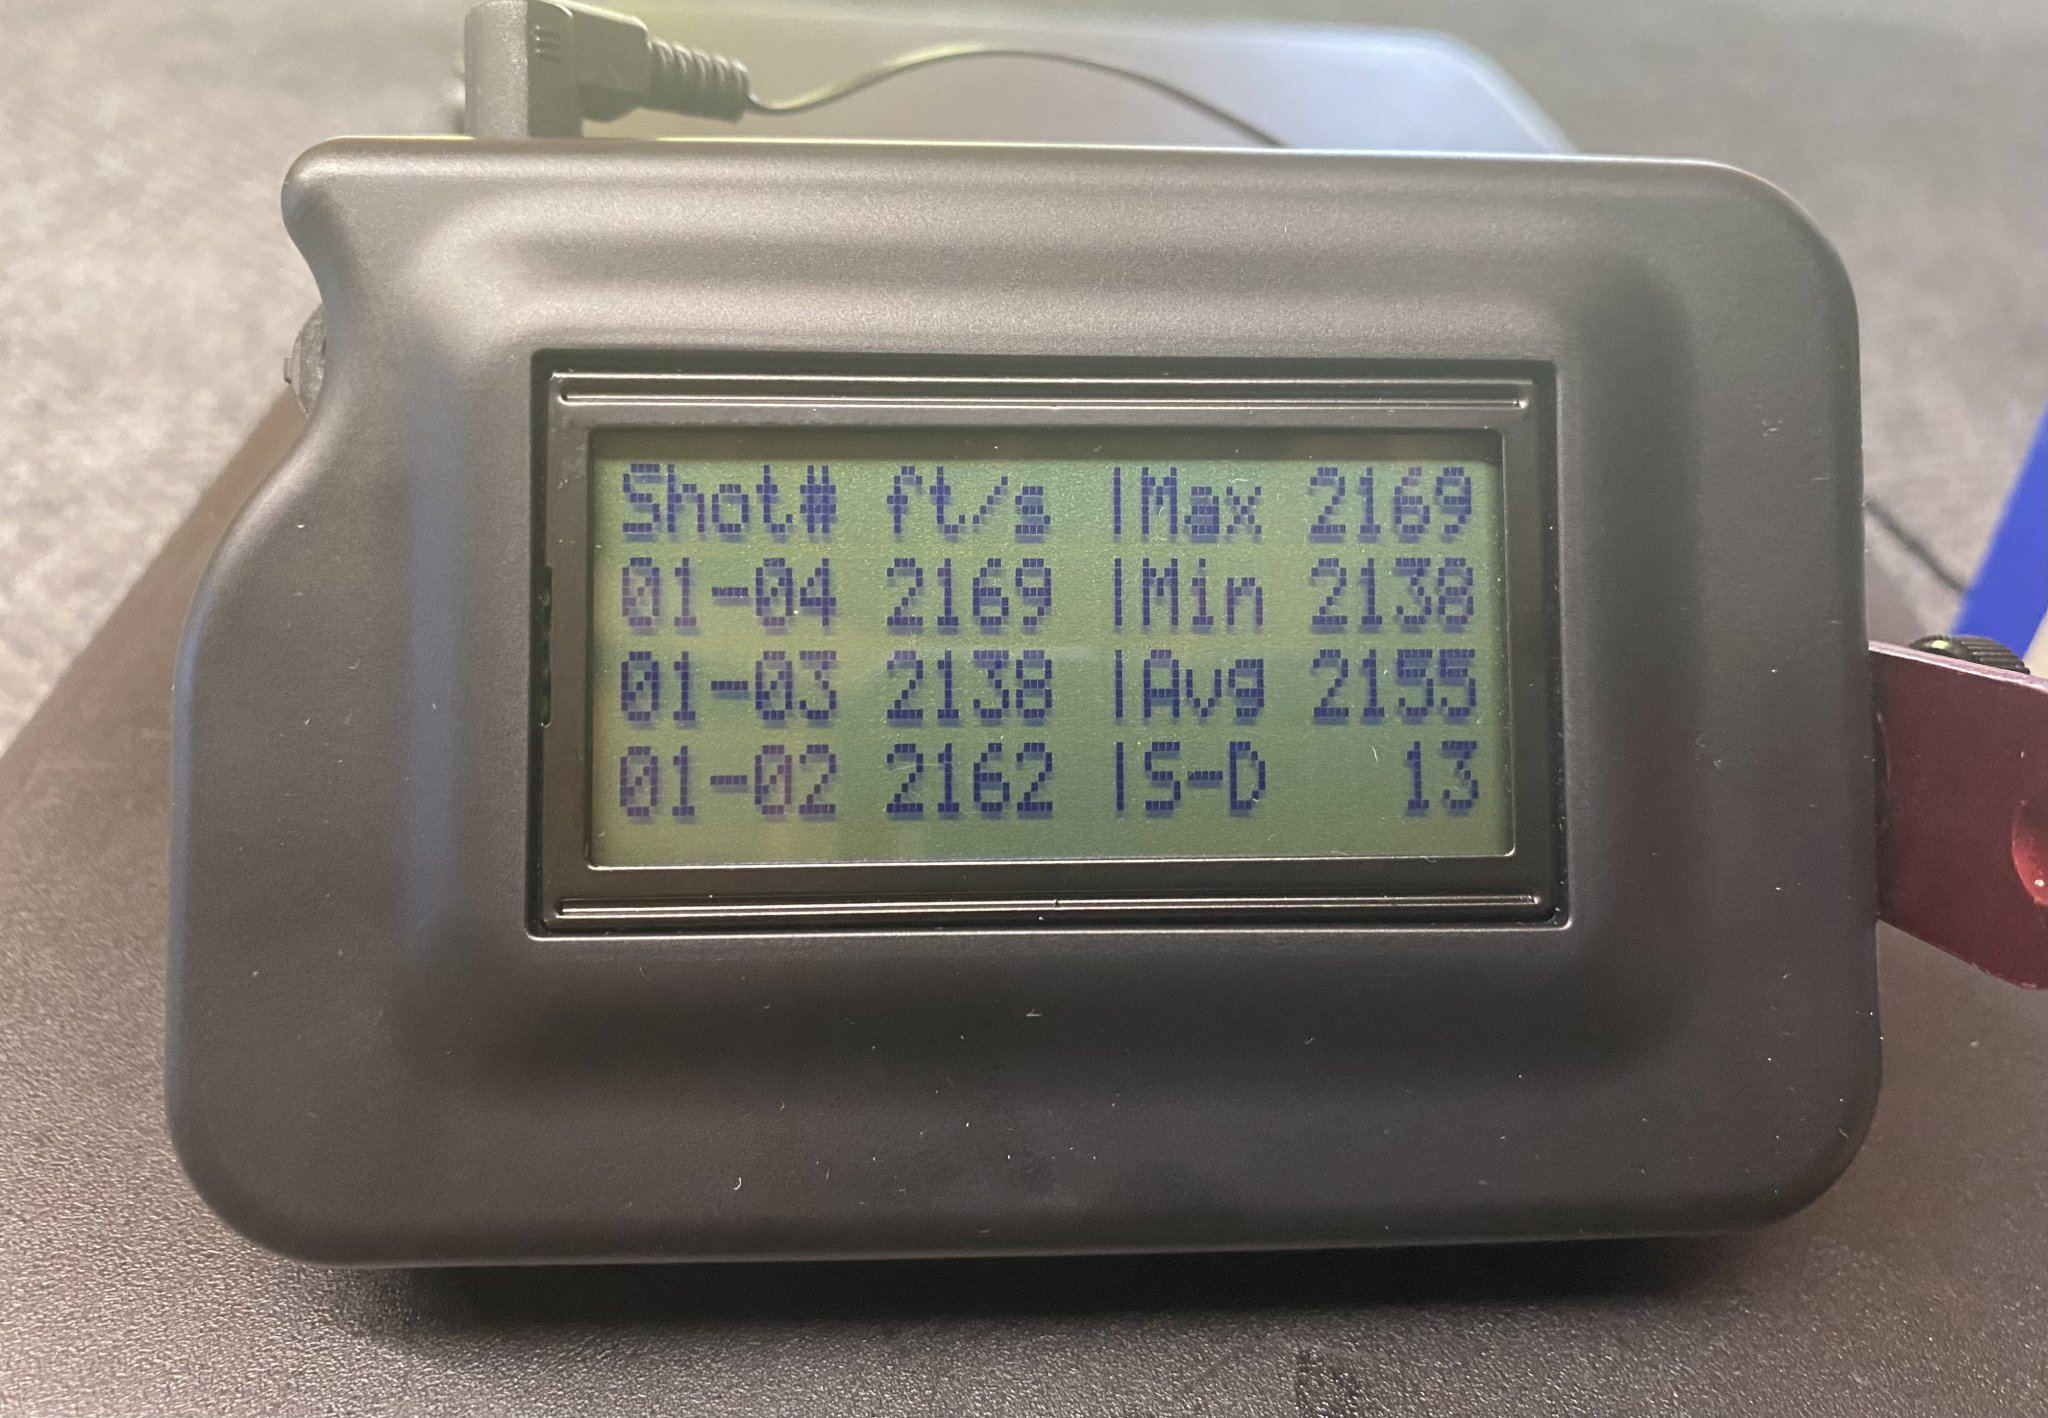 Shot# ft/s |Max 2169
01-04 2169 |Min 2138
01-03 2138 |Avg 2155
01-02 2162 |S-D 13